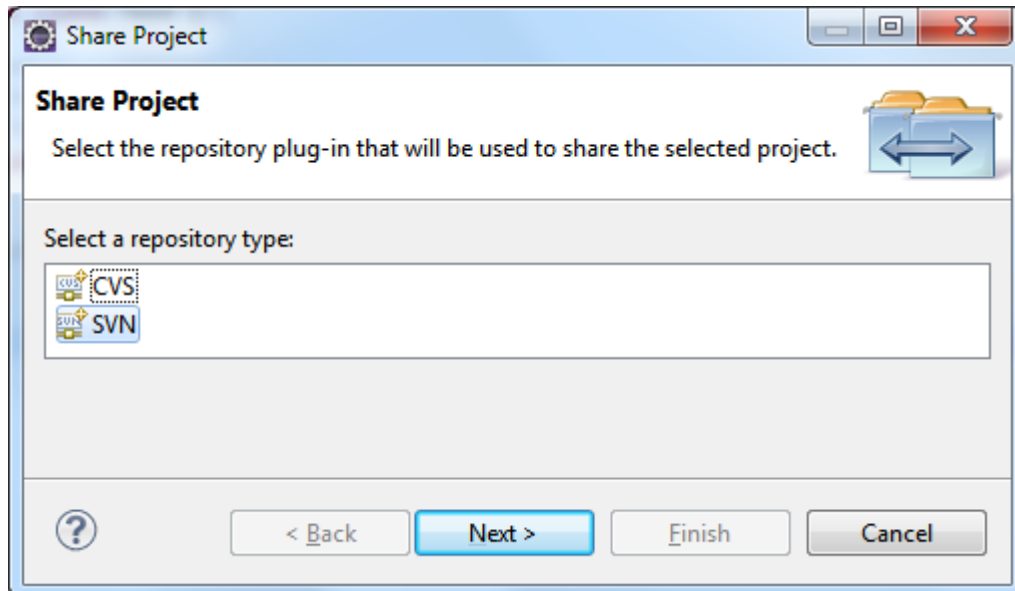 Share Project
Share Project
Select the repository plug-in that will be used to share the selected project.
Select a repository type:
CVS
SVN
< Back
Next >
Finish
Cancel